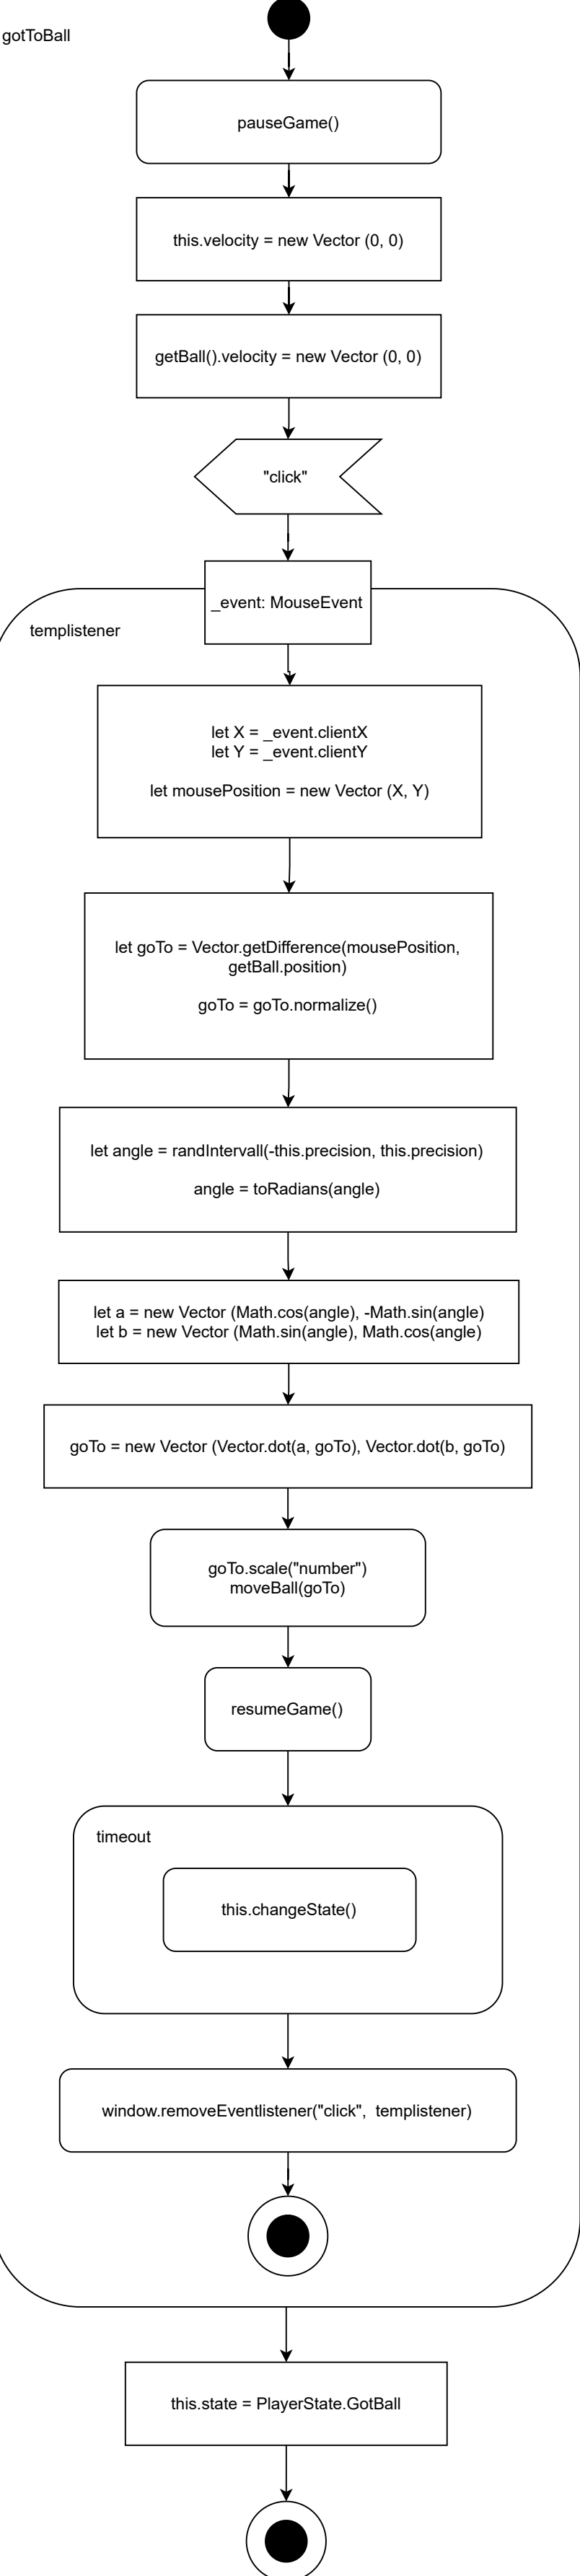 gotToBall
pauseGame()
this.velocity = new Vector (0, 0)
getBall().velocity = new Vector (0, 0)
"click"
_event: MouseEvent
templistener
let X = _event.clientX
let Y = _event.clientY
let mousePosition = new Vector (X, Y)
let goTo = Vector.getDifference(mousePosition,
getBall.position)
goTo = goTo.normalize()
let angle = randIntervall(-this.precision, this.precision)
angle = toRadians(angle)
let a = new Vector (Math.cos(angle), -Math.sin(angle)
let b = new Vector (Math.sin(angle), Math.cos(angle)
goTo = new Vector (Vector.dot(a, goTo), Vector.dot(b, goTo)
goTo.scale("number")
moveBall(goTo)
resumeGame()
timeout
this.changeState()
window.removeEventlistener("click", templistener)
this.state = PlayerState.GotBall